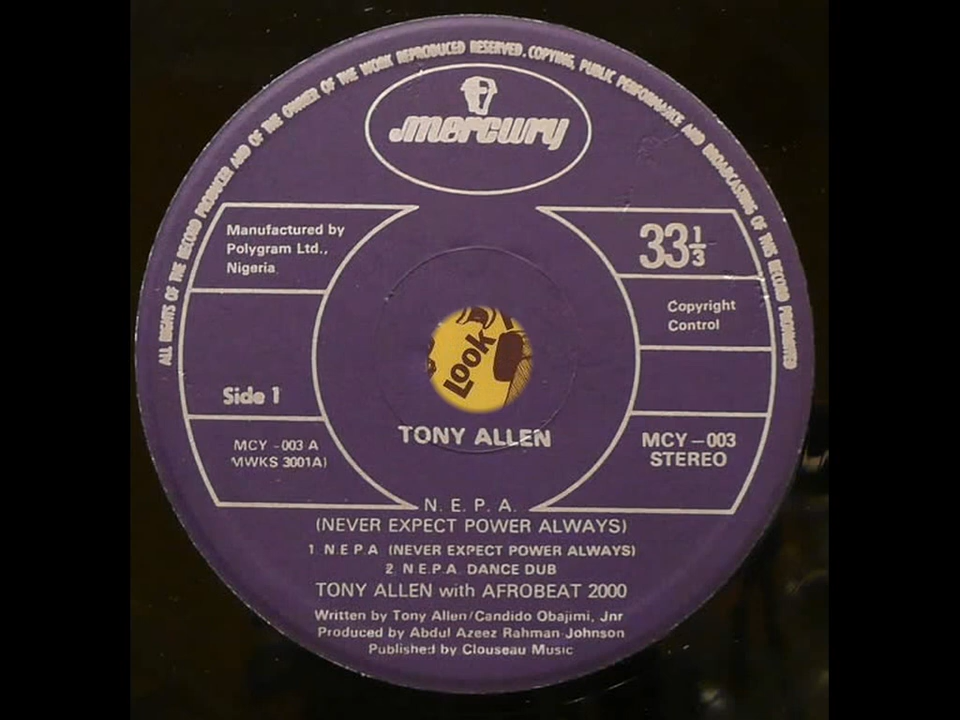 ALL RIGHTS OF THE RECORD PRODUCER AND OF THE OWNER OF THE WORK REPRODUCED RESERVED. COPYING, PUBLIC PERFORMANCE AND BROADCASTING OF THIS RECORD PROHIBITED
mercury
Manufactured by
Polygram Ltd.,
Nigeria
33 1/3
Copyright
Control
Look
Side 1
TONY ALLEN
MCY - 003 A
MWKS 3001A)
MCY – 003
STEREO
N. E. P. A.
(NEVER EXPECT POWER ALWAYS)
1. N.E.P.A. (NEVER EXPECT POWER ALWAYS)
2. N.E.P.A. DANCE DUB
TONY ALLEN with AFROBEAT 2000
Written by Tony Allen/Candido Obajimi, Jnr
Produced by Abdul Azeez Rahman-Johnson
Published by Clouseau Music